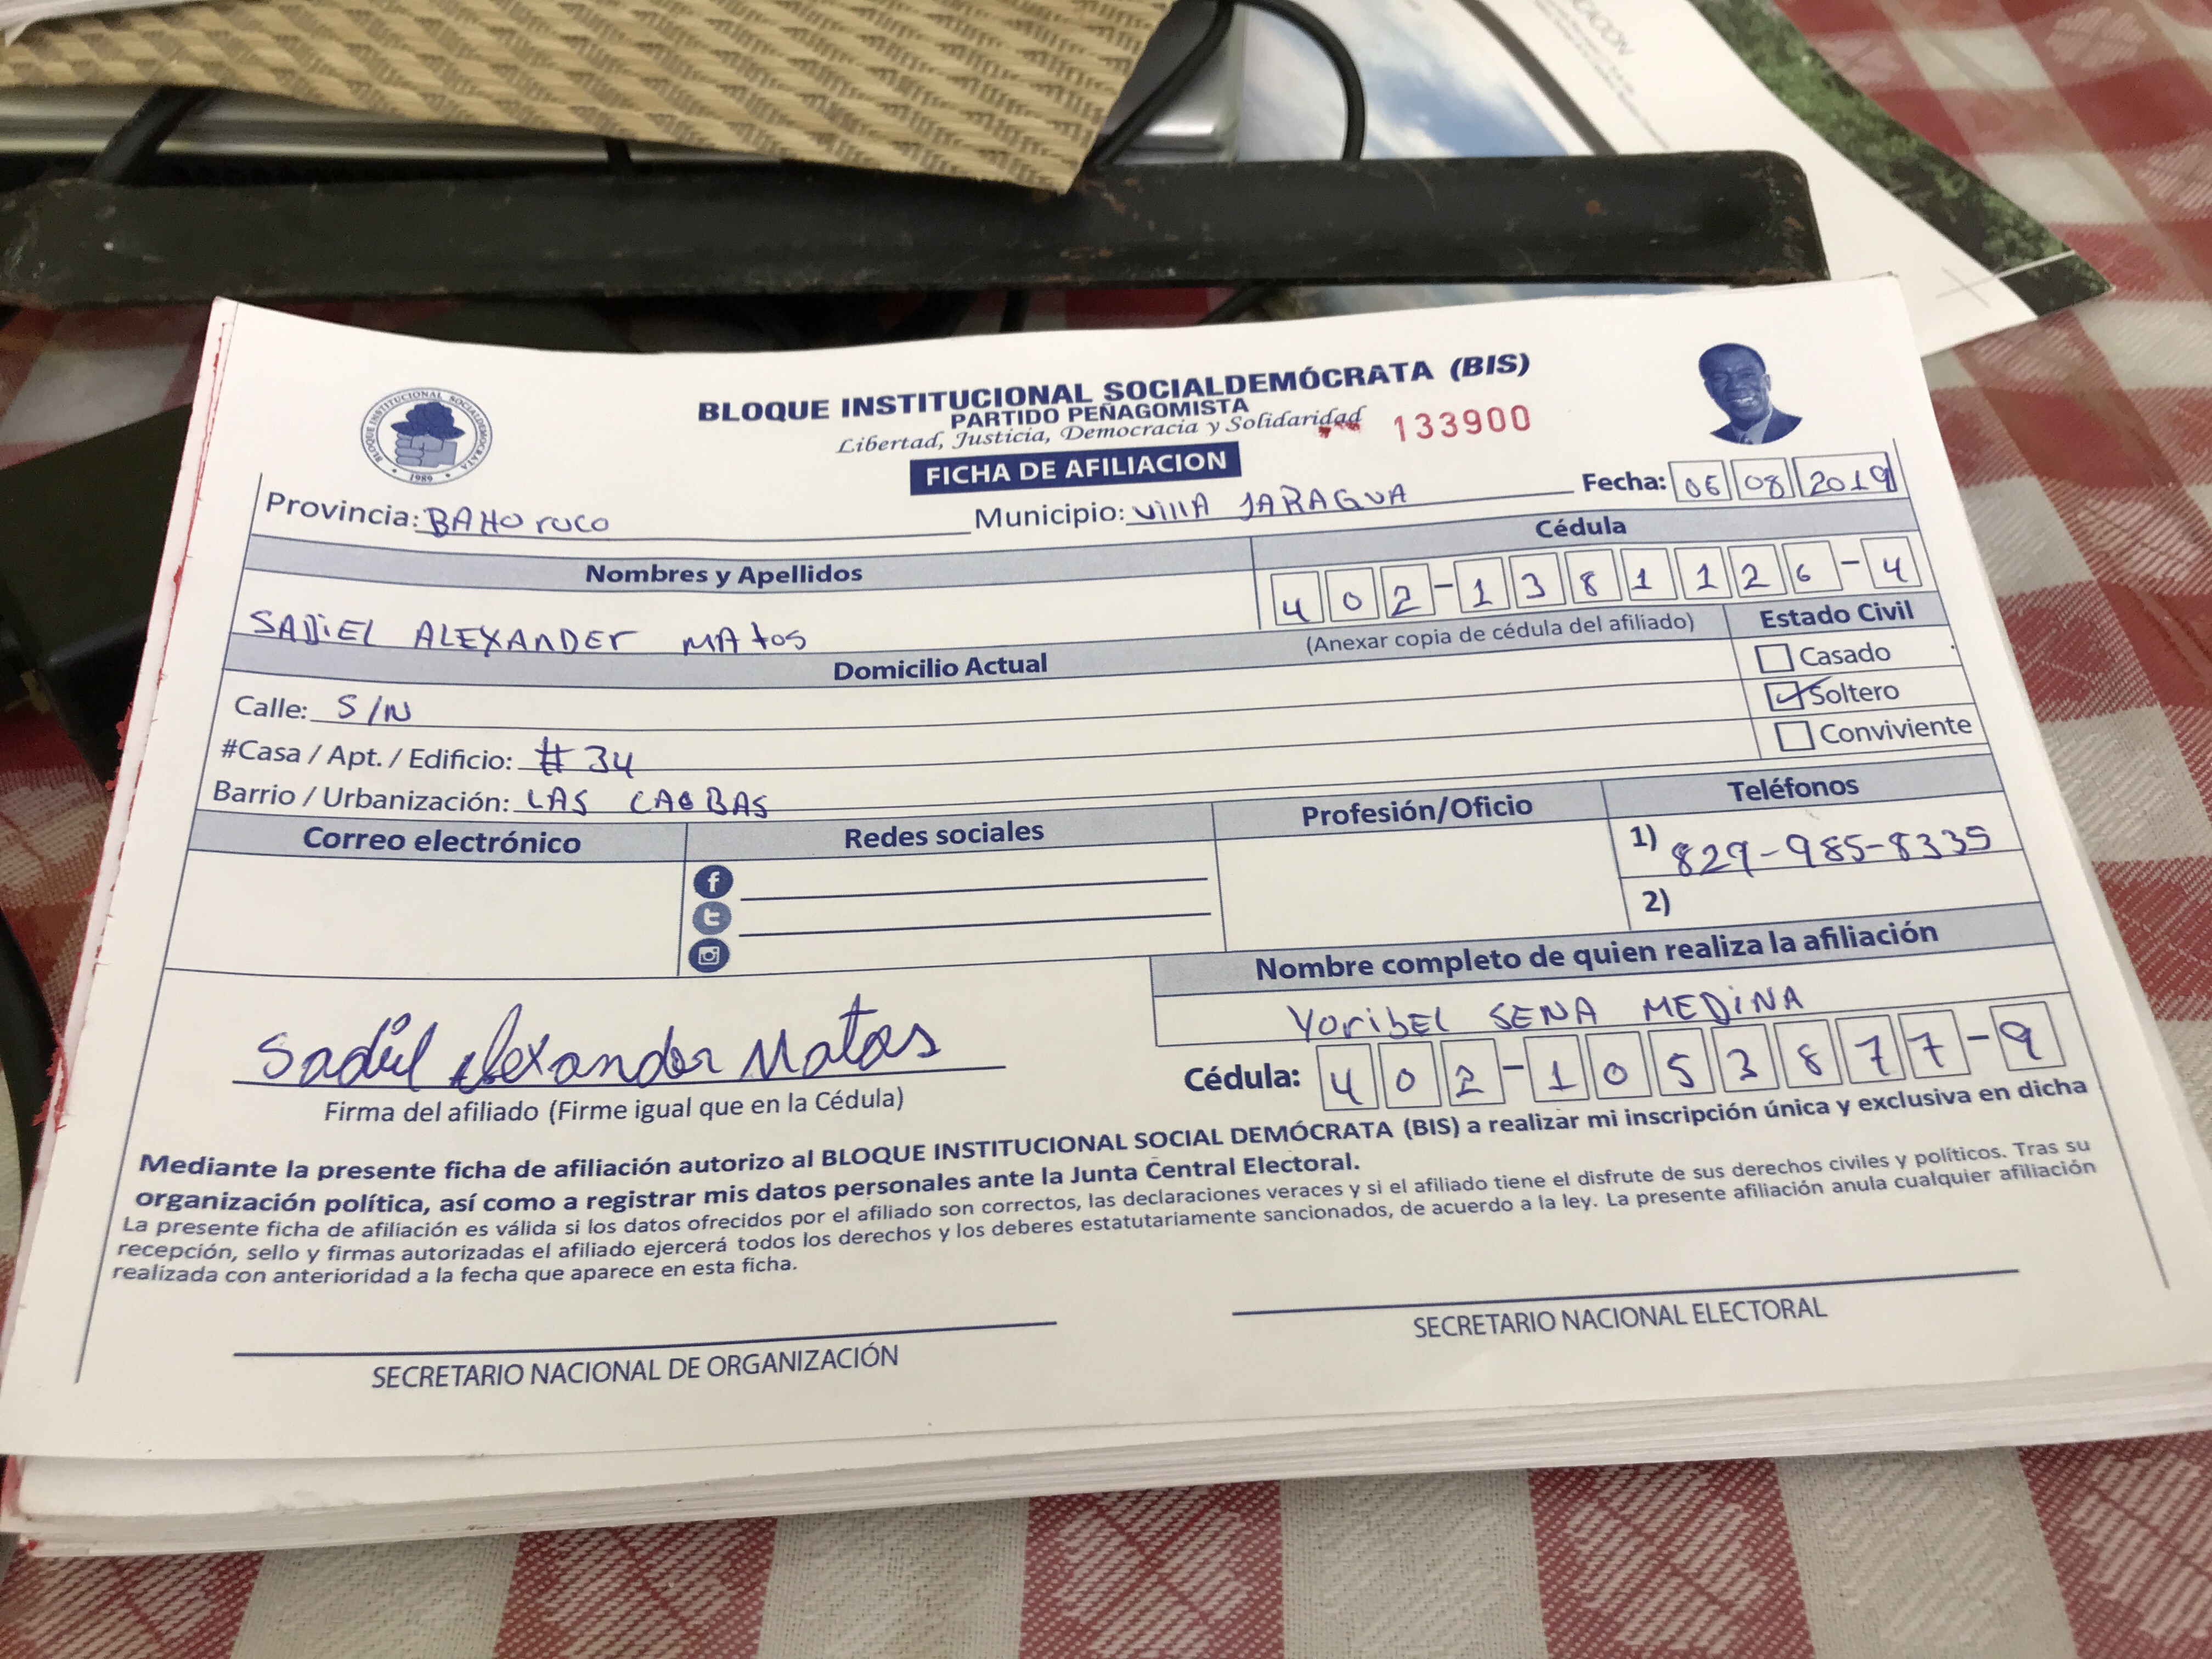 BLOQUE INSTITUCIONAL SOCIALDEMÓCRATA (BIS)
PARTIDO PEÑAGOMISTA
Libertad, Justicia, Democracia y Solidaridad
133900
BLOQUE INSTITUCIONAL SOCIALDEMOCRATA
1989
FICHA DE AFILIACION
Fecha: 06 08 2019
Provincia: BAHOruco Municipio: VillA JARAGUA
Nombres y Apellidos Cédula
SADiEL ALEXANDER MAtos 402-1381126-4
(Anexar copia de cédula del afiliado)
Domicilio Actual Estado Civil
Casado
Calle: S/N Soltero
#Casa / Apt. / Edificio: #34 Conviviente
Barrio / Urbanización: LAS CAOBAS
Correo electrónico Redes sociales Profesión/Oficio Teléfonos
1) 829-985-8335
2)
Nombre completo de quien realiza la afiliación
YoribEL SENA MEDiNA
Sadiel Alexander Matos
Cédula: 402-1053877-9
Firma del afiliado (Firme igual que en la Cédula)
Mediante la presente ficha de afiliación autorizo al BLOQUE INSTITUCIONAL SOCIAL DEMÓCRATA (BIS) a realizar mi inscripción única y exclusiva en dicha
organización política, así como a registrar mis datos personales ante la Junta Central Electoral.
La presente ficha de afiliación es válida si los datos ofrecidos por el afiliado son correctos, las declaraciones veraces y si el afiliado tiene el disfrute de sus derechos civiles y políticos. Tras su
recepción, sello y firmas autorizadas el afiliado ejercerá todos los derechos y los deberes estatutariamente sancionados, de acuerdo a la ley. La presente afiliación anula cualquier afiliación
realizada con anterioridad a la fecha que aparece en esta ficha.
SECRETARIO NACIONAL DE ORGANIZACIÓN SECRETARIO NACIONAL ELECTORAL